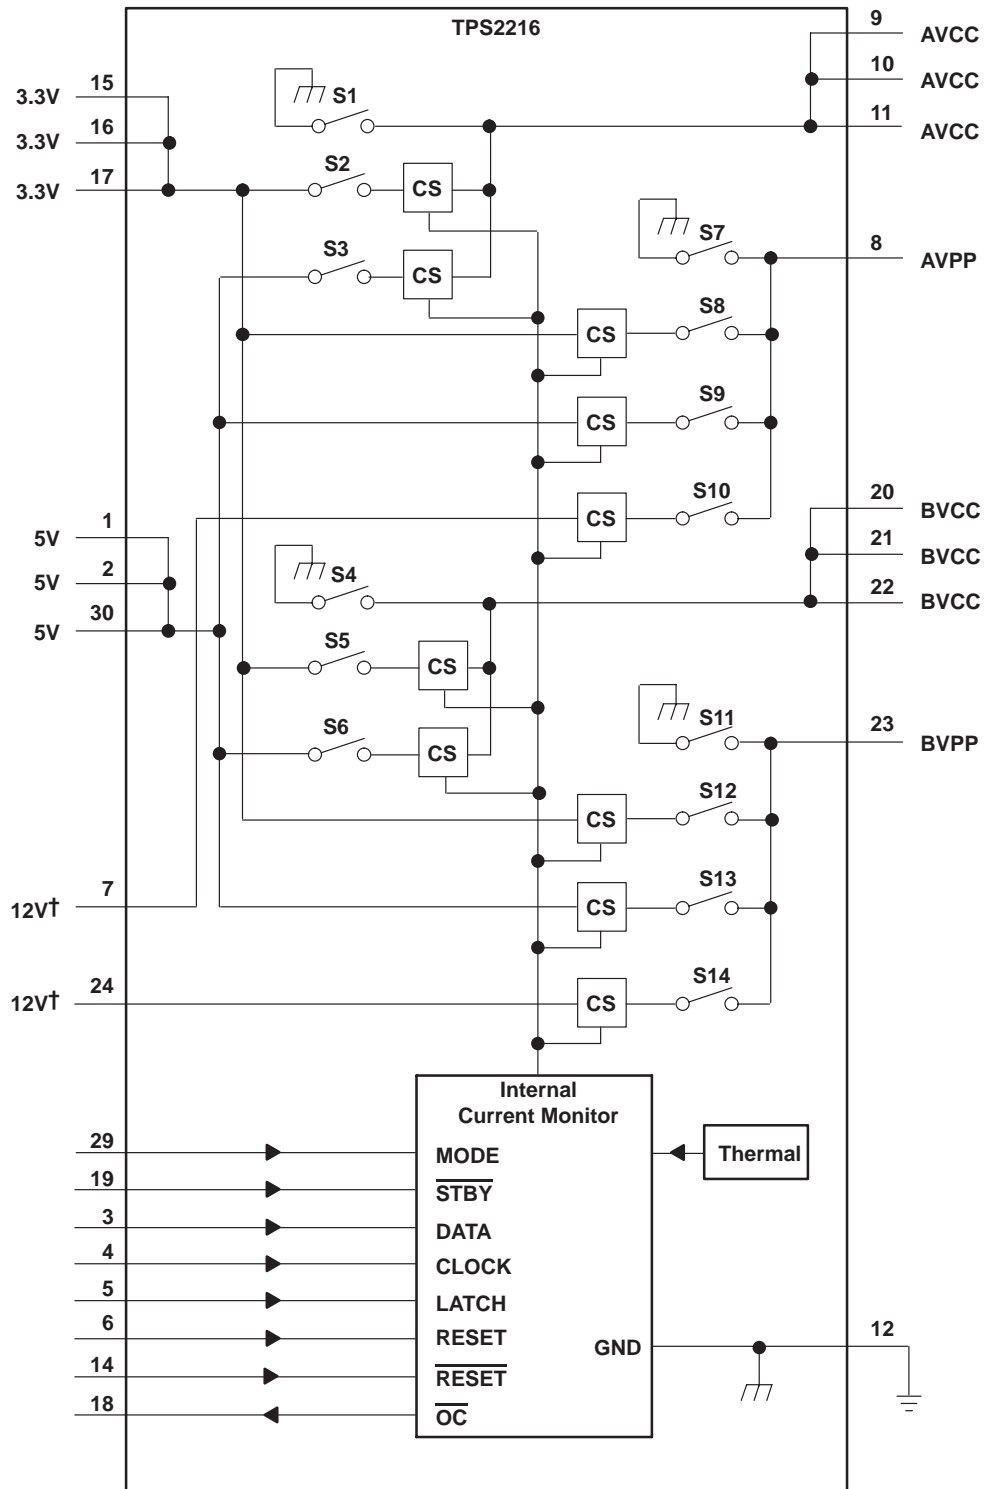 TPS2216
9
AVCC
10
AVCC
11
AVCC
15
3.3V
16
3.3V
17
3.3V
S1
S2
CS
S3
CS
S7
8
AVPP
CS
S8
CS
S9
CS
S10
1
5V
2
5V
30
5V
20
BVCC
21
BVCC
22
BVCC
S4
S5
CS
S6
CS
S11
23
BVPP
CS
S12
7
12V†
CS
S13
24
12V†
CS
S14
Internal
Current Monitor
Thermal
29
MODE
19
STBY
3
DATA
4
CLOCK
5
LATCH
6
RESET
14
RESET
18
OC
GND
12